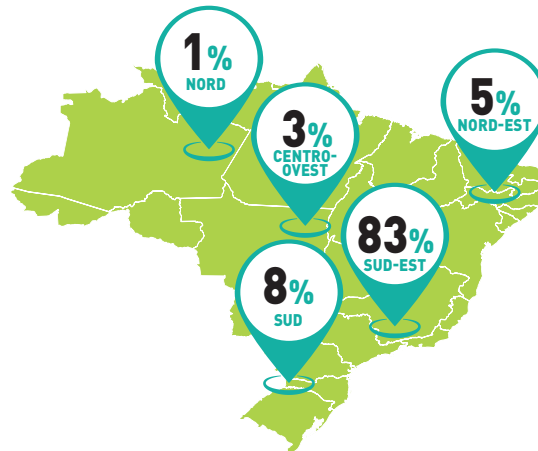 1%
NORD
5%
NORD-EST
3%
CENTRO-
OVEST
83%
SUD-EST
8%
SUD